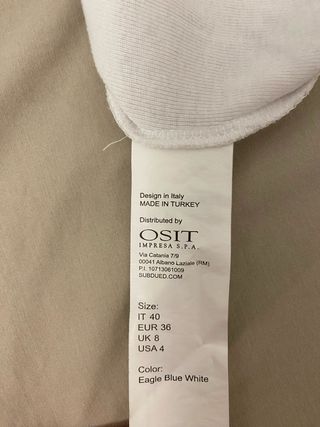 Design in Italy
MADE IN TURKEY
Distributed by
OSIT
IMPRESA S.P.A.
Via Catania 7/9
00041 Albano Laziale (RM)
P.I. 10713061009
SUBDUED.COM
Size:
IT 40
EUR 36
UK 8
USA 4
Color:
Eagle Blue White